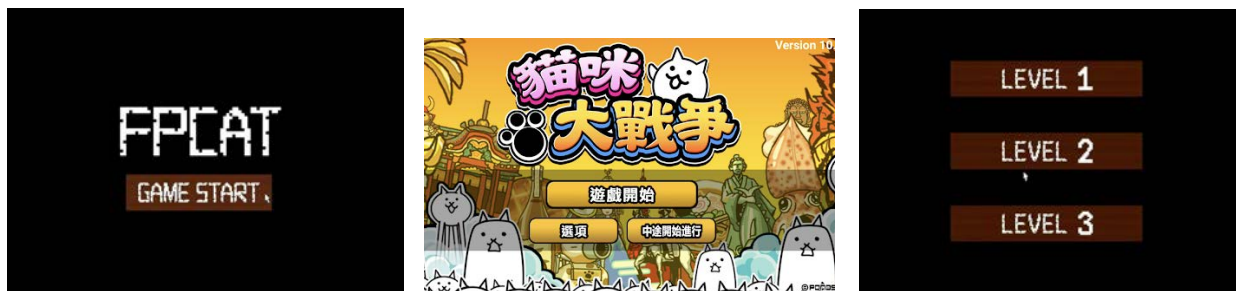 FPCAT
GAME START
Version 10.
貓咪
大戰爭
遊戲開始
選項
中途開始進行
LEVEL 1
LEVEL 2
LEVEL 3